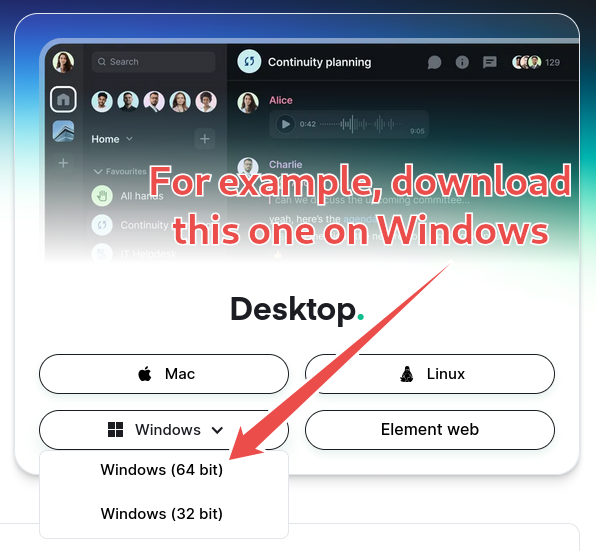 Search
Continuity planning
129
Alice
0:42
9:05
Home
Charlie
Favourites
For example, download
this one on Windows
All hands
can we discuss the upcoming committee...
Continuity
yeah, here's the agenda
IT Helpdesk
Desktop.
Mac
Linux
Windows
Element web
Windows (64 bit)
Windows (32 bit)